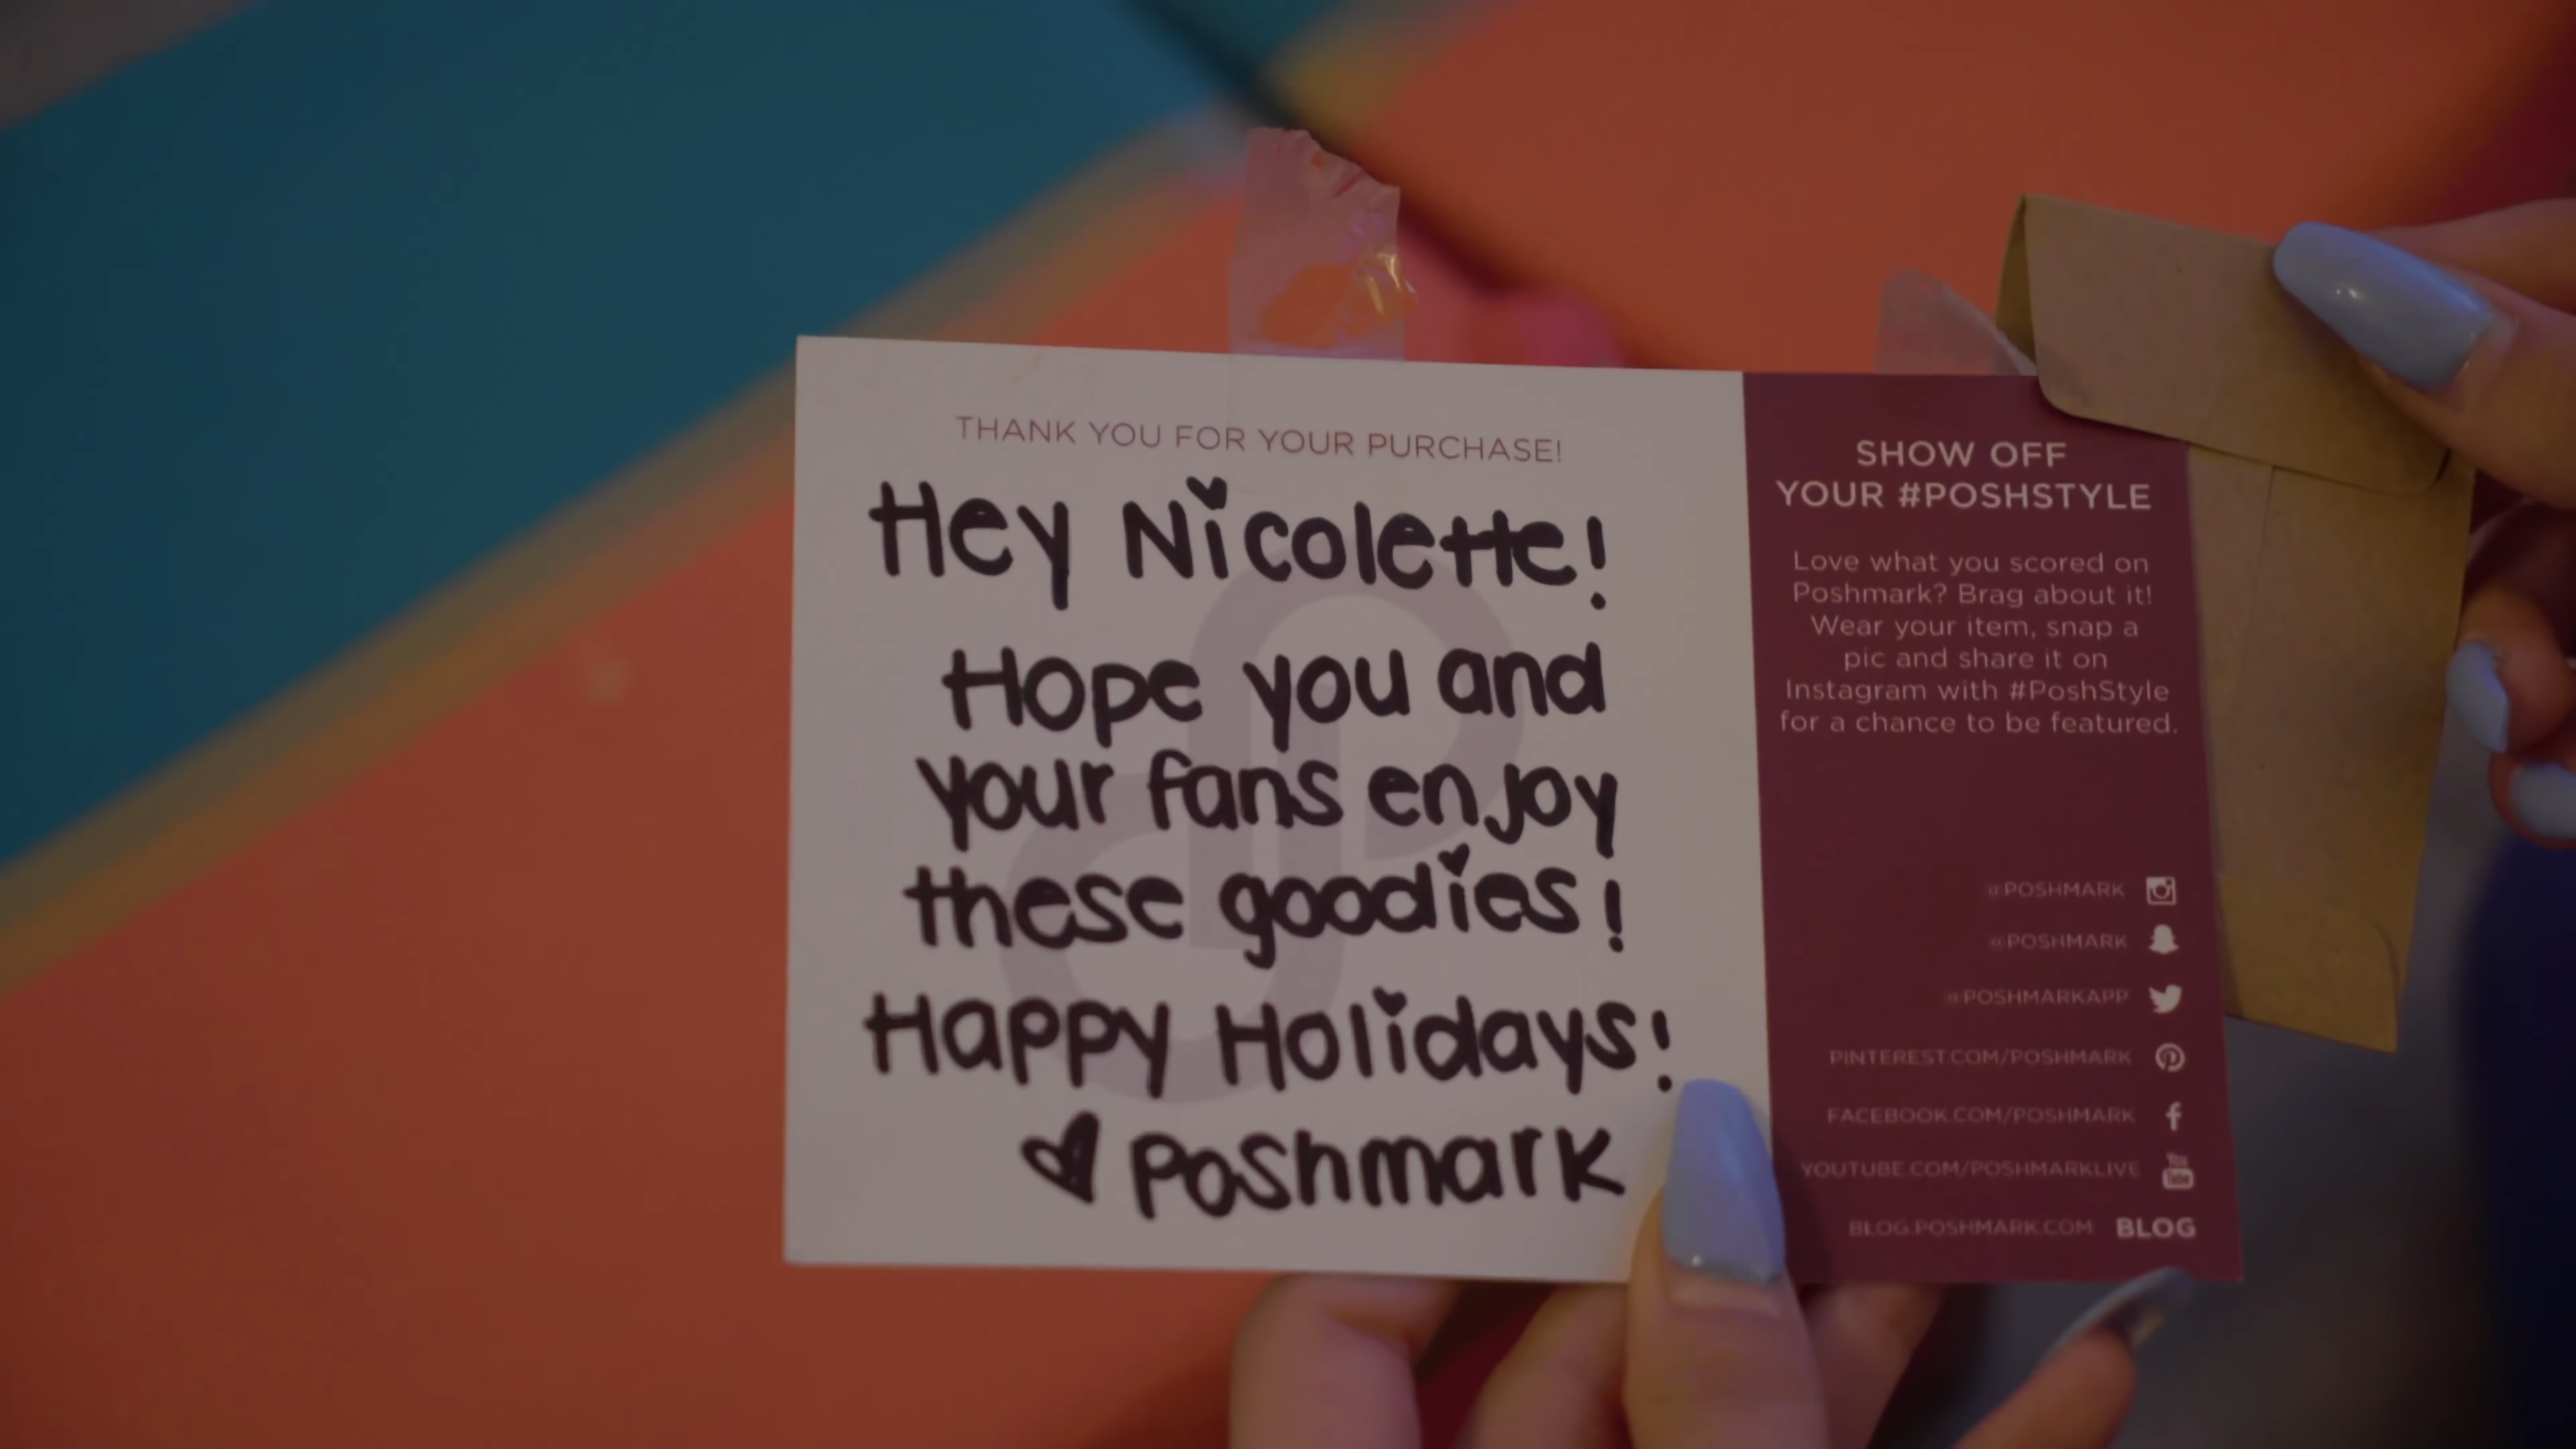 THANK YOU FOR YOUR PURCHASE!
Hey Nicolette!
Hope you and
your fans enjoy
these goodies!
Happy Holidays!
Poshmark
SHOW OFF
YOUR #POSHSTYLE
Love what you scored on
Poshmark? Brag about it!
Wear your item, snap a
pic and share it on
Instagram with #PoshStyle
for a chance to be featured.
@POSHMARK
@POSHMARK
@POSHMARKAPP
PINTEREST.COM/POSHMARK
FACEBOOK.COM/POSHMARK
YOUTUBE.COM/POSHMARKLIVE You Tube
BLOG.POSHMARK.COM BLOG